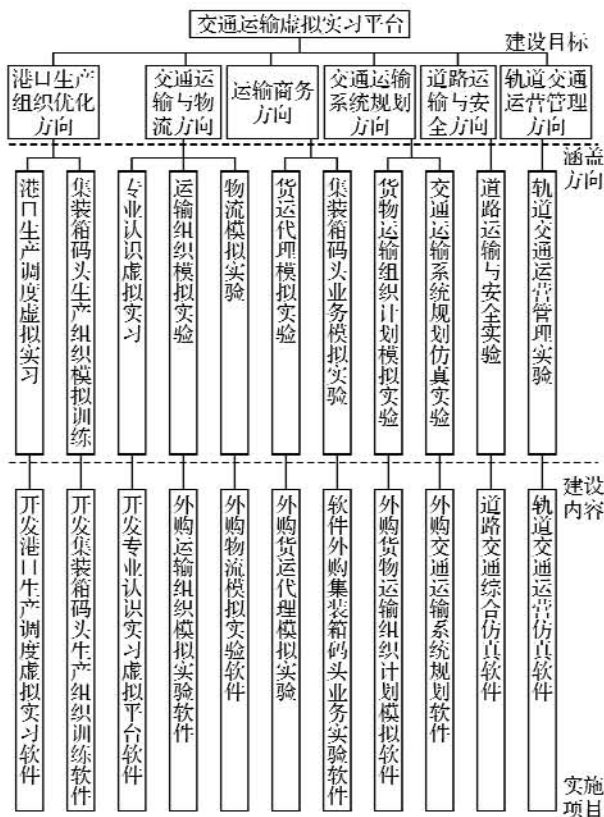 交通运输虚拟实习平台
建设目标
港口生产
组织优化
方向
交通运
输与物
流方向
运输商务
方向
交通运输
系统规划
方向
道路运
输与安
全方向
轨道交通
运营管理
方向
涵盖
方向
港口生产调度虚拟实习
集装箱码头生产组织模拟训练
专业认识虚拟实习
运输组织模拟实验
物流模拟实验
货运代理模拟实验
集装箱码头业务模拟实验
货物运输组织计划模拟实验
交通运输系统规划仿真实验
道路运输与安全实验
轨道交通运营管理实验
建设
内容
开发港口生产调度虚拟实习软件
开发集装箱码头生产组织训练软件
开发专业认识实习虚拟平台软件
外购运输组织模拟实验软件
外购物流模拟实验软件
外购货运代理模拟实验
软件外购集装箱码头业务实验软件
外购货物运输组织计划模拟软件
外购交通运输系统规划软件
道路交通综合仿真软件
轨道交通运营仿真软件
实施
项目